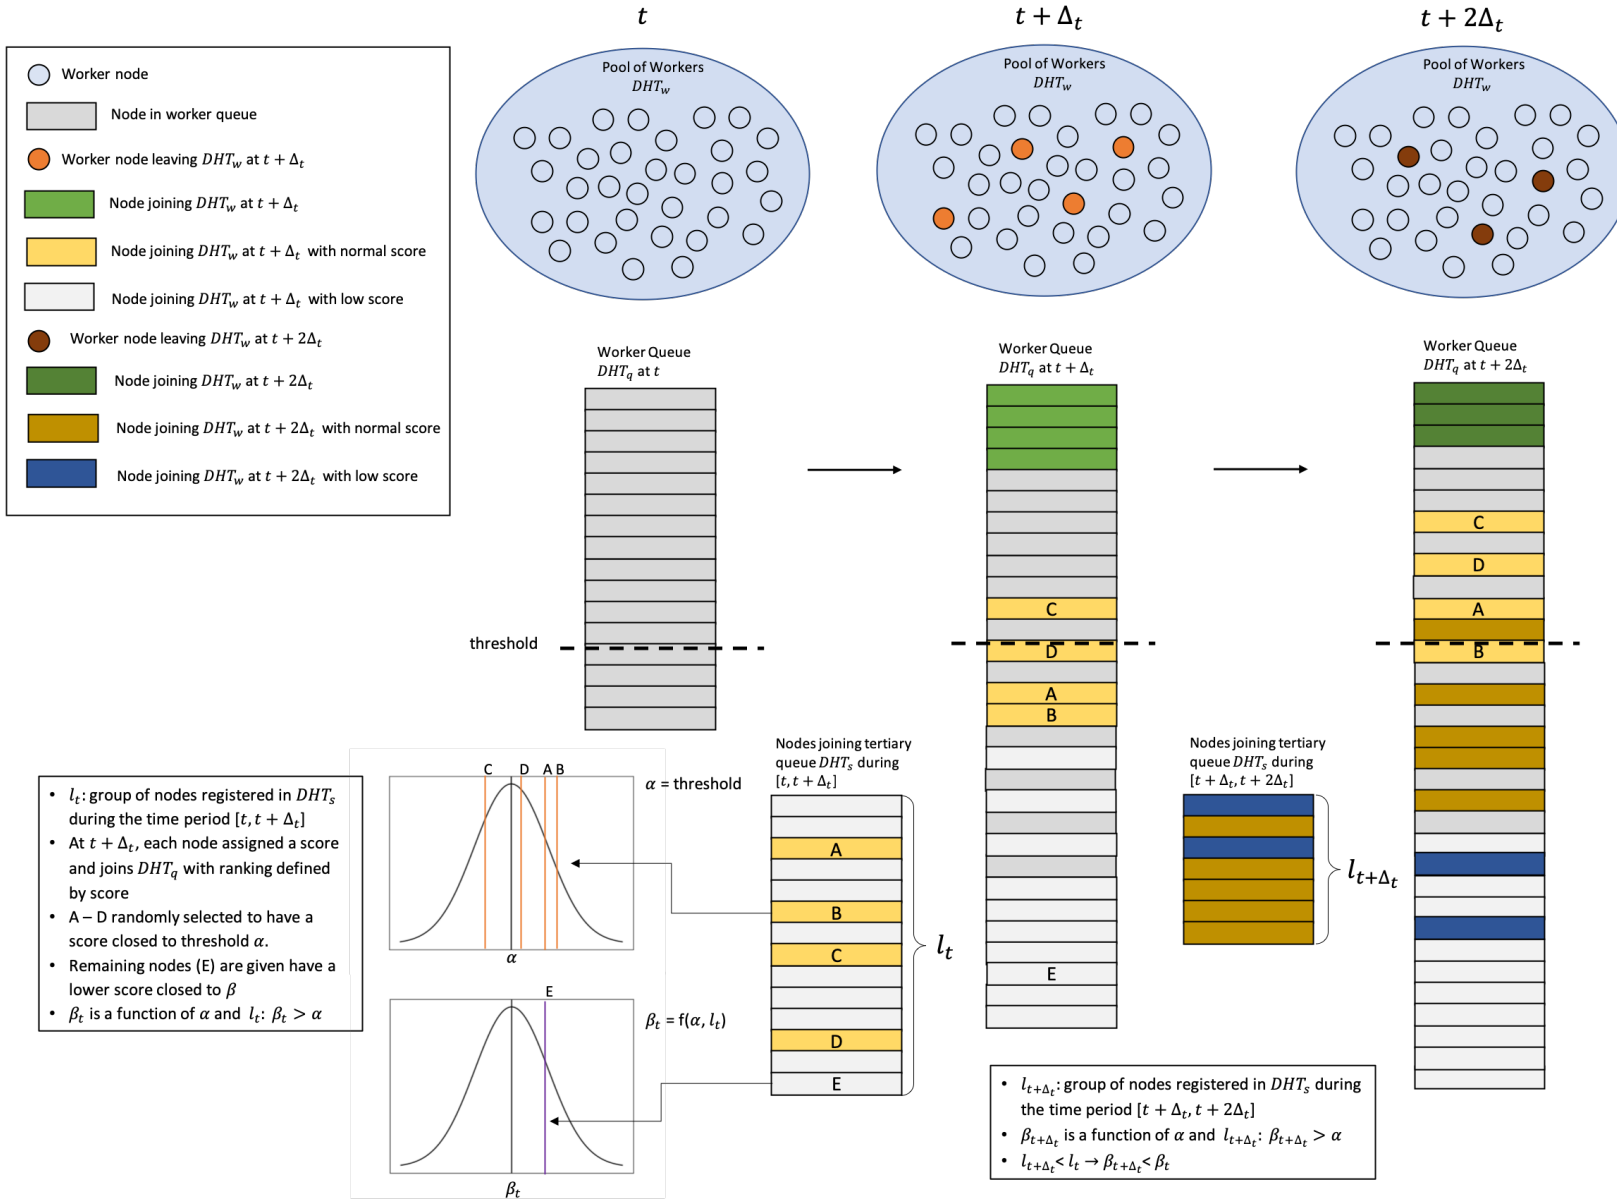 t
t + Δt
t + 2Δt
Worker node
Node in worker queue
Worker node leaving DHTw at t + Δt
Node joining DHTw at t + Δt
Node joining DHTw at t + Δt with normal score
Node joining DHTw at t + Δt with low score
Worker node leaving DHTw at t + 2Δt
Node joining DHTw at t + 2Δt
Node joining DHTw at t + 2Δt with normal score
Node joining DHTw at t + 2Δt with low score
Pool of Workers
DHTw
Pool of Workers
DHTw
Pool of Workers
DHTw
Worker Queue
DHTq at t
threshold
Worker Queue
DHTq at t + Δt
C
D
A
B
E
Worker Queue
DHTq at t + 2Δt
C
D
A
B
• lt: group of nodes registered in DHTs
during the time period [t, t + Δt]
• At t + Δt, each node assigned a score
and joins DHTq with ranking defined
by score
• A – D randomly selected to have a
score closed to threshold α.
• Remaining nodes (E) are given have a
lower score closed to β
• βt is a function of α and lt: βt > α
C D A B
α = threshold
α
E
βt = f(α, lt)
βt
Nodes joining tertiary
queue DHTs during
[t, t + Δt]
A
B
C
D
E
lt
Nodes joining tertiary
queue DHTs during
[t + Δt, t + 2Δt]
lt+Δt
• lt+Δt: group of nodes registered in DHTs during
the time period [t + Δt, t + 2Δt]
• βt+Δt is a function of α and lt+Δt: βt+Δt > α
• lt+Δt< lt → βt+Δt< βt